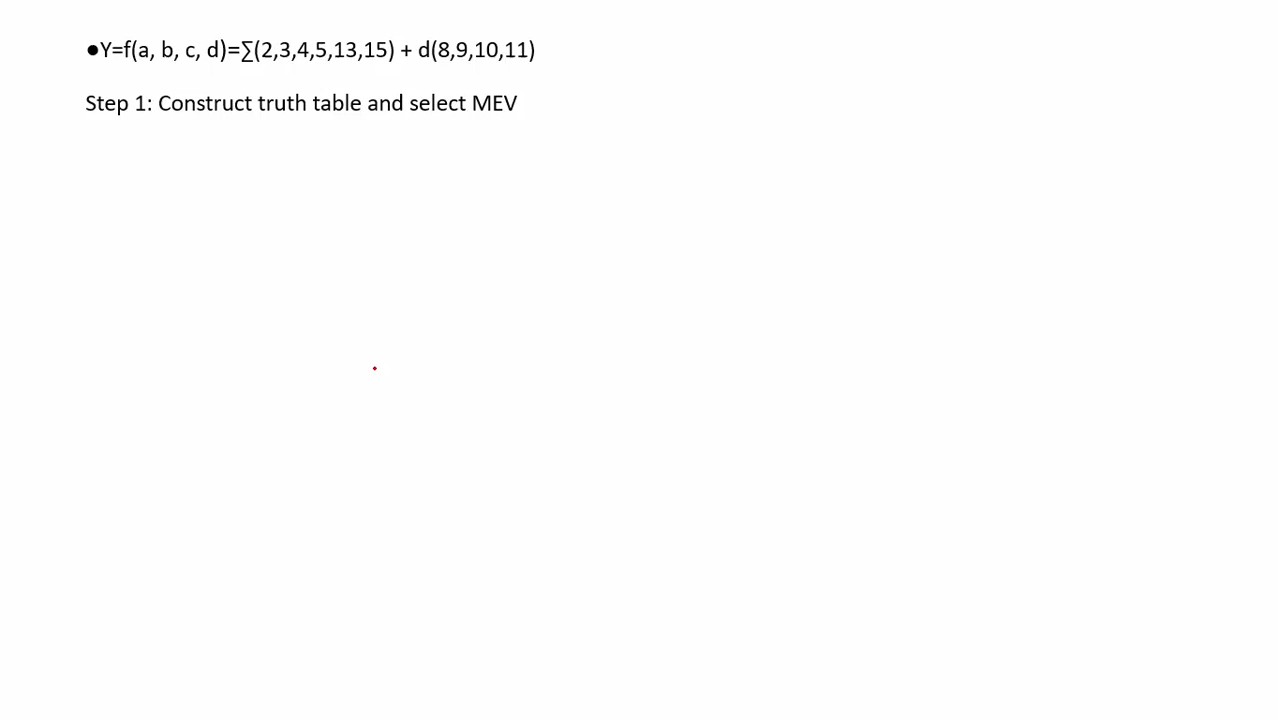 ●Y=f(a, b, c, d)=∑(2,3,4,5,13,15) + d(8,9,10,11)
Step 1: Construct truth table and select MEV